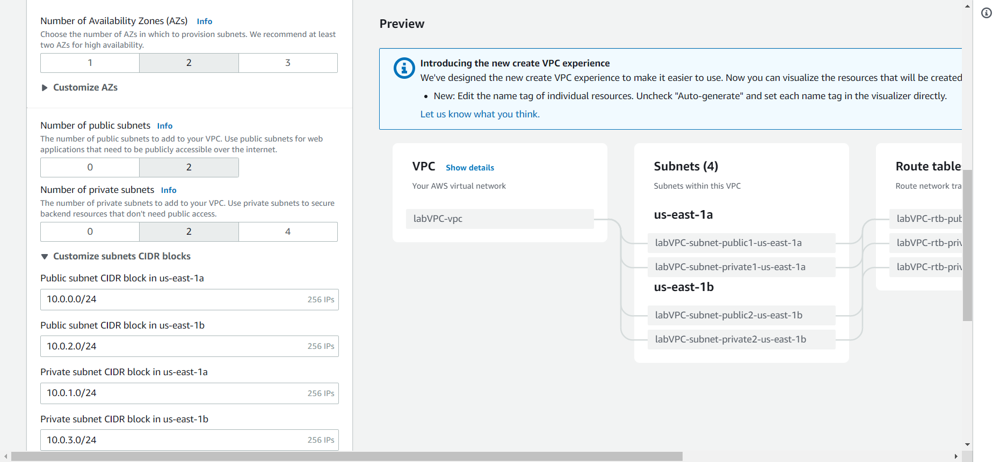 Number of Availability Zones (AZs) Info
Choose the number of AZs in which to provision subnets. We recommend at least
two AZs for high availability.
1 2 3
Customize AZs
Number of public subnets Info
The number of public subnets to add to your VPC. Use public subnets for web
applications that need to be publicly accessible over the internet.
0 2
Number of private subnets Info
The number of private subnets to add to your VPC. Use private subnets to secure
backend resources that don't need public access.
0 2 4
Customize subnets CIDR blocks
Public subnet CIDR block in us-east-1a
10.0.0.0/24 256 IPs
Public subnet CIDR block in us-east-1b
10.0.2.0/24 256 IPs
Private subnet CIDR block in us-east-1a
10.0.1.0/24 256 IPs
Private subnet CIDR block in us-east-1b
10.0.3.0/24 256 IPs
Preview
Introducing the new create VPC experience
We've designed the new create VPC experience to make it easier to use. Now you can visualize the resources that will be created
• New: Edit the name tag of individual resources. Uncheck "Auto-generate" and set each name tag in the visualizer directly.
Let us know what you think.
VPC Show details
Your AWS virtual network
labVPC-vpc
Subnets (4)
Subnets within this VPC
us-east-1a
labVPC-subnet-public1-us-east-1a
labVPC-subnet-private1-us-east-1a
us-east-1b
labVPC-subnet-public2-us-east-1b
labVPC-subnet-private2-us-east-1b
Route table
Route network tra
labVPC-rtb-pub
labVPC-rtb-priv
labVPC-rtb-priv